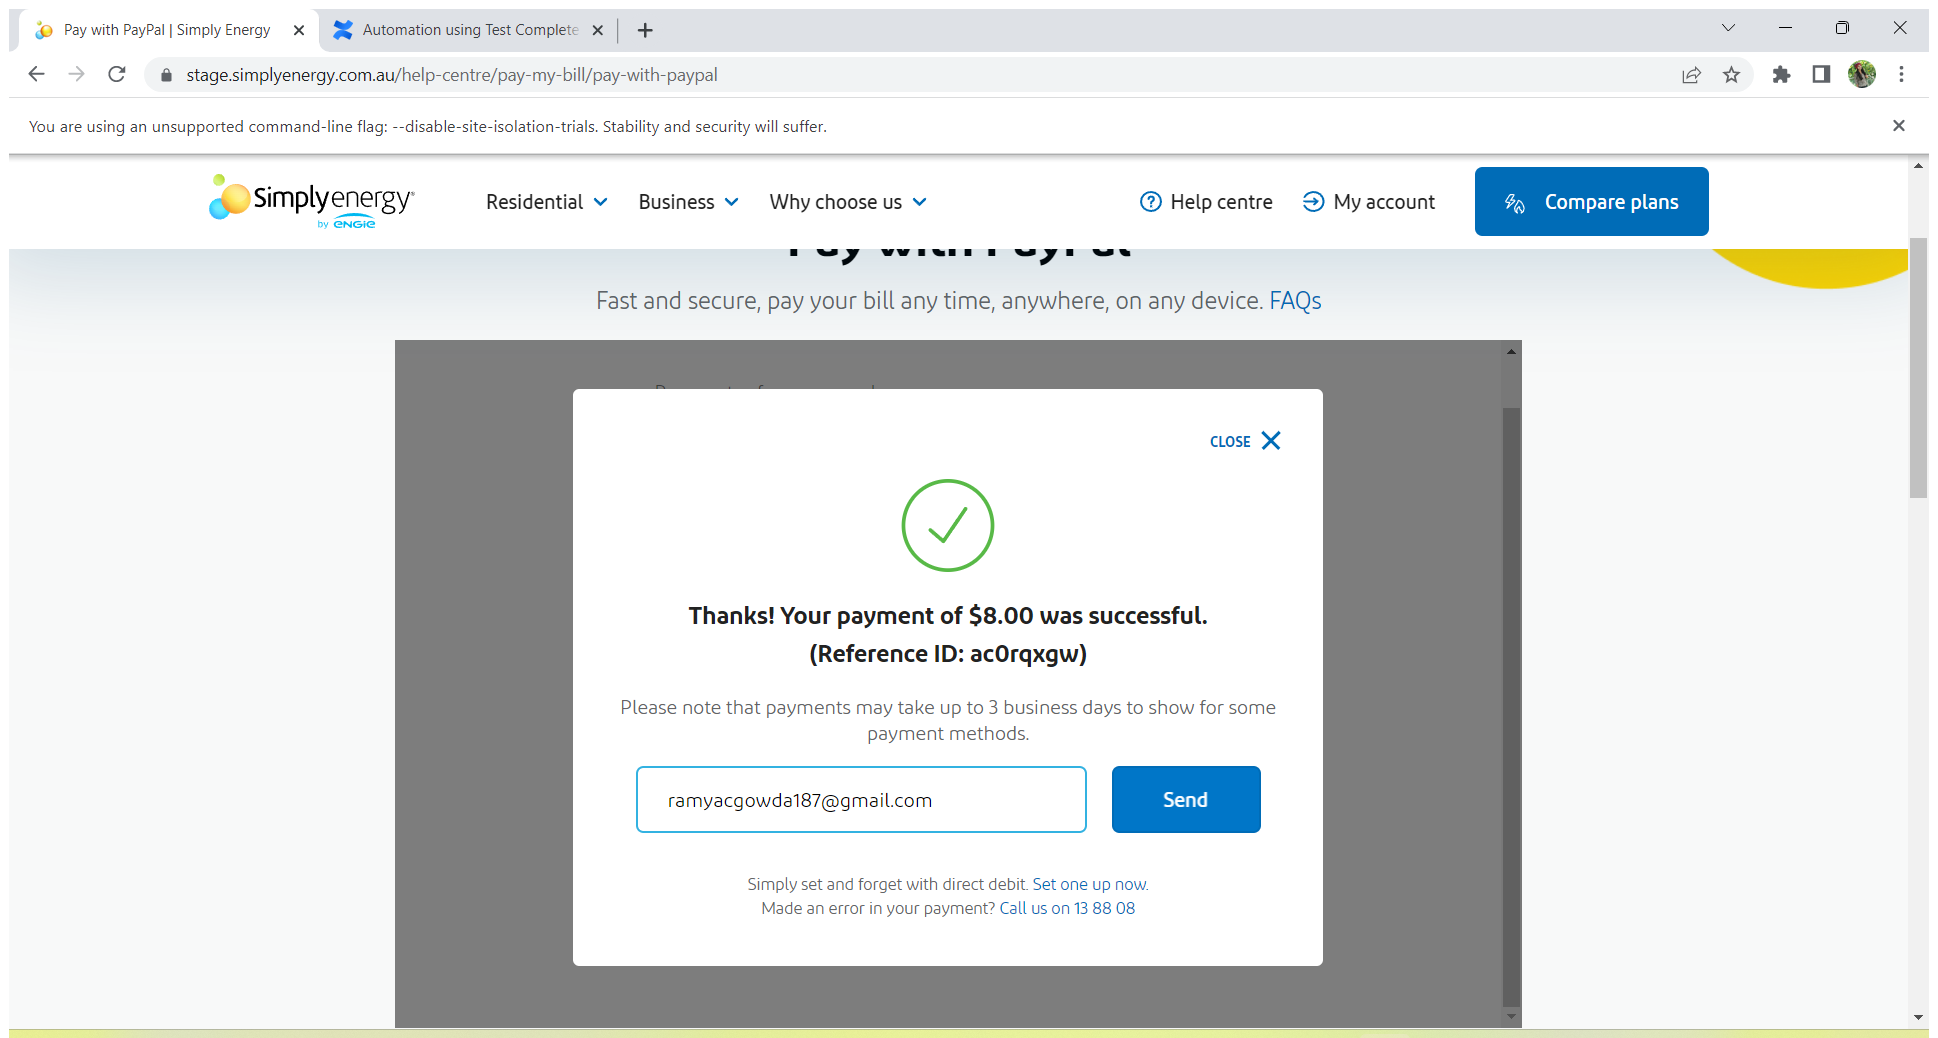 Pay with PayPal | Simply Energy
Automation using Test Complete
stage.simplyenergy.com.au/help-centre/pay-my-bill/pay-with-paypal
You are using an unsupported command-line flag: --disable-site-isolation-trials. Stability and security will suffer.
Simplyenergy
by ENGIE
Residential Business Why choose us Help centre My account Compare plans
Pay with PayPal
Fast and secure, pay your bill any time, anywhere, on any device. FAQs
CLOSE
Thanks! Your payment of $8.00 was successful.
(Reference ID: ac0rqxgw)
Please note that payments may take up to 3 business days to show for some
payment methods.
ramyacgowda187@gmail.com Send
Simply set and forget with direct debit. Set one up now.
Made an error in your payment? Call us on 13 88 08